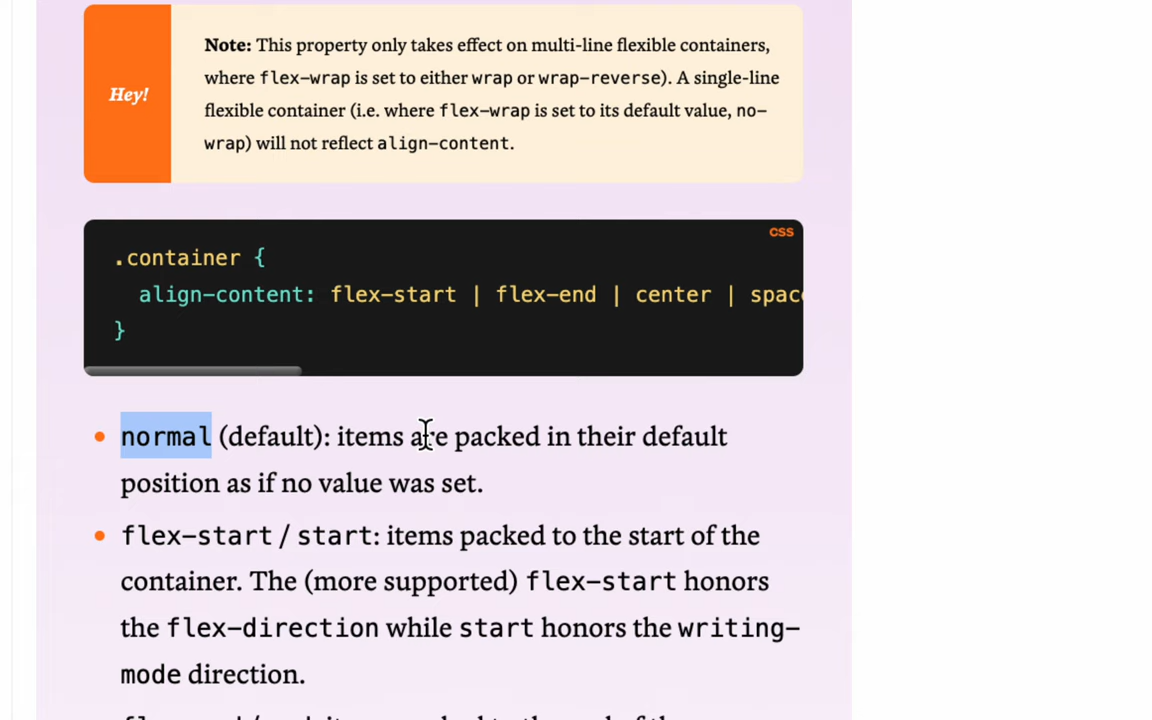 Hey!
Note: This property only takes effect on multi-line flexible containers,
where flex-wrap is set to either wrap or wrap-reverse). A single-line
flexible container (i.e. where flex-wrap is set to its default value, no-
wrap) will not reflect align-content.
CSS
.container {
align-content: flex-start | flex-end | center | spac
}
normal (default): items are packed in their default
position as if no value was set.
flex-start / start: items packed to the start of the
container. The (more supported) flex-start honors
the flex-direction while start honors the writing-
mode direction.